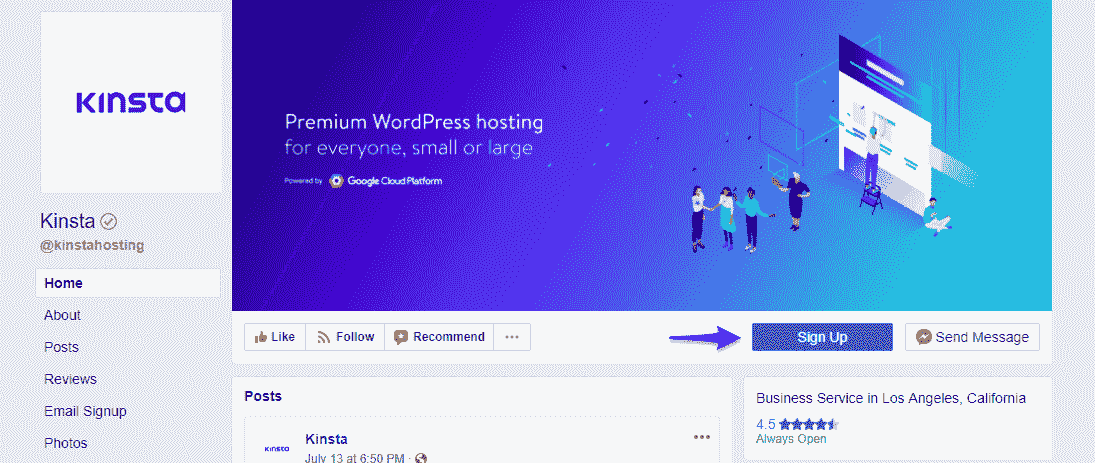 KINSTA
Premium WordPress hosting
for everyone, small or large
Powered by Google Cloud Platform
Kinsta
@kinstahosting
Home
About
Posts
Reviews
Email Signup
Photos
Like
Follow
Recommend
Sign Up
Send Message
Posts
KINSTA
Kinsta
July 13 at 6:50 PM ·
Business Service in Los Angeles, California
4.5
Always Open